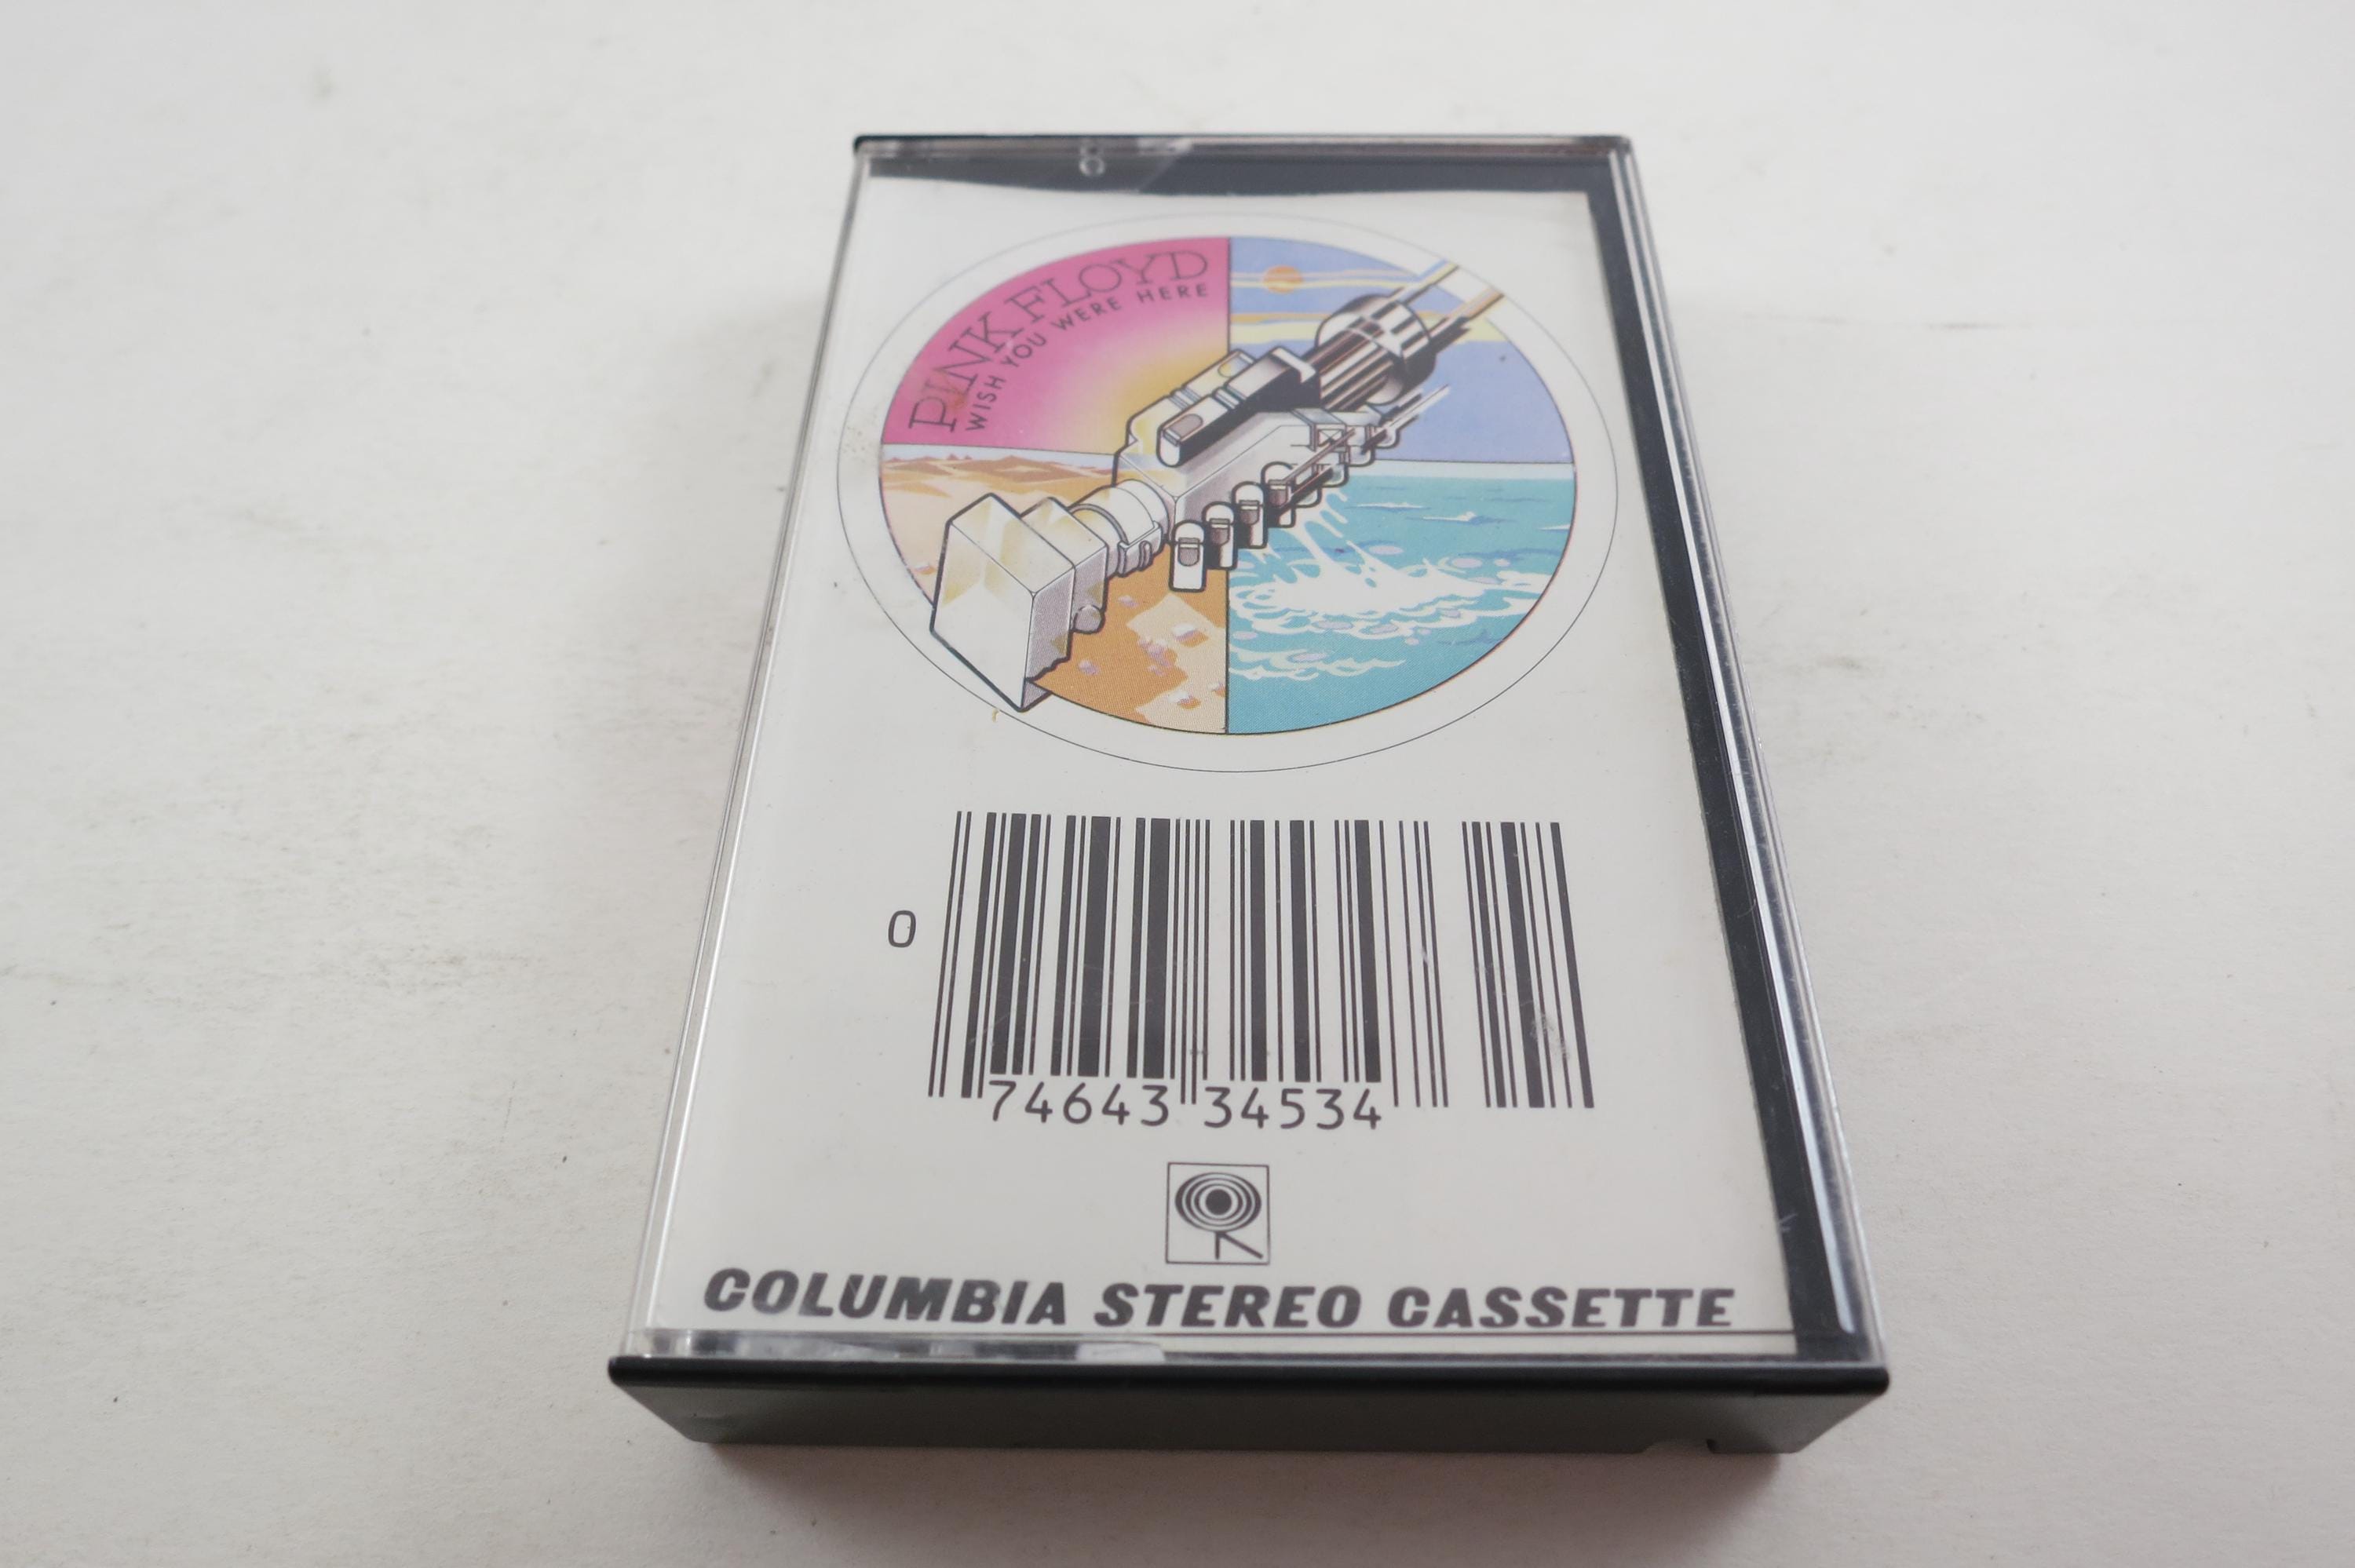 PINK FLOYD
WISH YOU WERE HERE
0
74643 34534
COLUMBIA STEREO CASSETTE